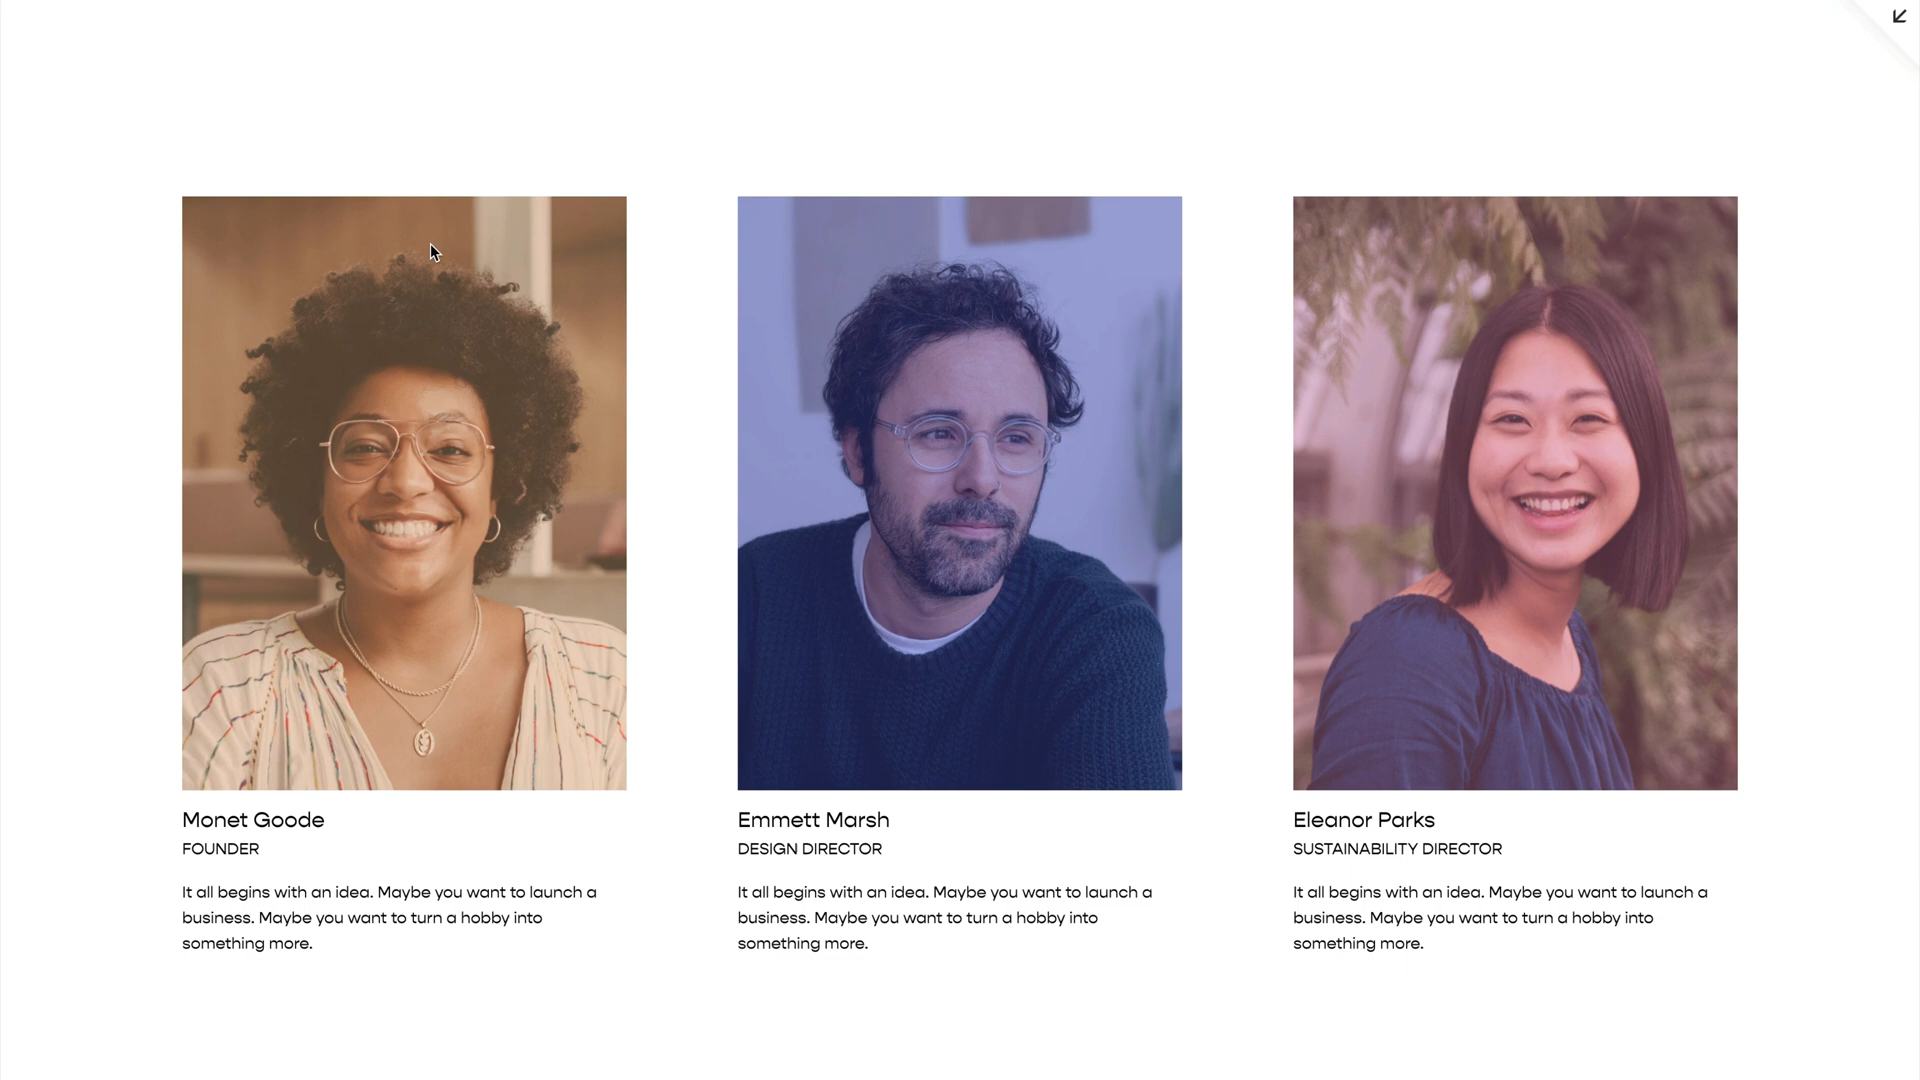 Monet Goode
FOUNDER
It all begins with an idea. Maybe you want to launch a
business. Maybe you want to turn a hobby into
something more.
Emmett Marsh
DESIGN DIRECTOR
It all begins with an idea. Maybe you want to launch a
business. Maybe you want to turn a hobby into
something more.
Eleanor Parks
SUSTAINABILITY DIRECTOR
It all begins with an idea. Maybe you want to launch a
business. Maybe you want to turn a hobby into
something more.